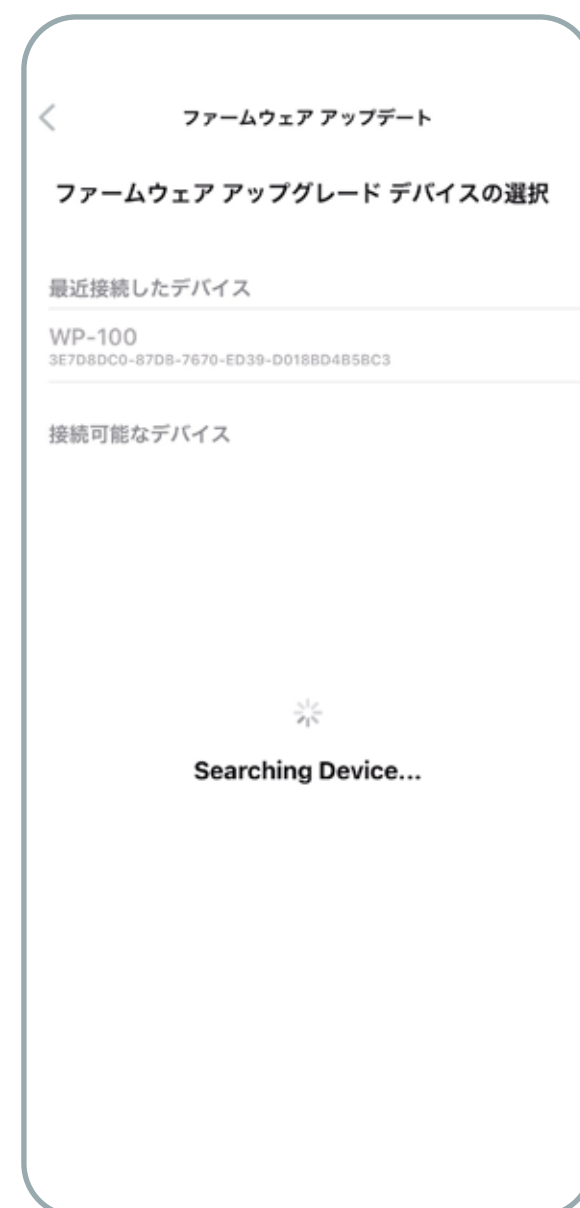 ファームウェア アップデート
ファームウェア アップグレード デバイスの選択
最近接続したデバイス
WP-100
3E7D8DC0-87DB-7670-ED39-D018BD4B5BC3
接続可能なデバイス
Searching Device...